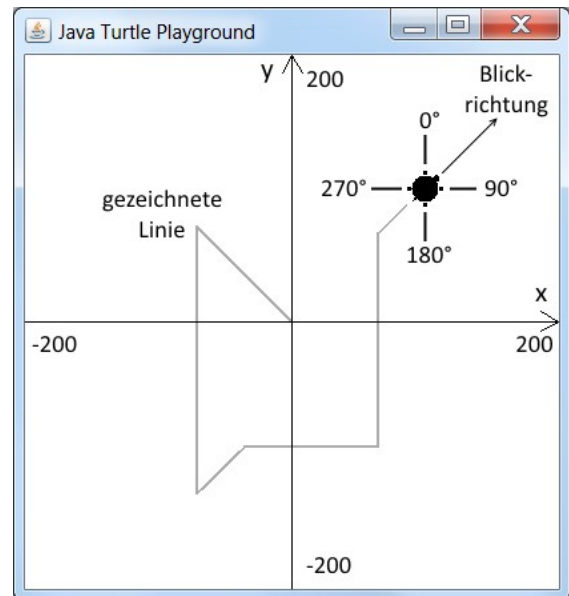 Java Turtle Playground
y
200
Blick-
richtung
0°
270°
90°
gezeichnete
Linie
180°
x
-200
200
-200